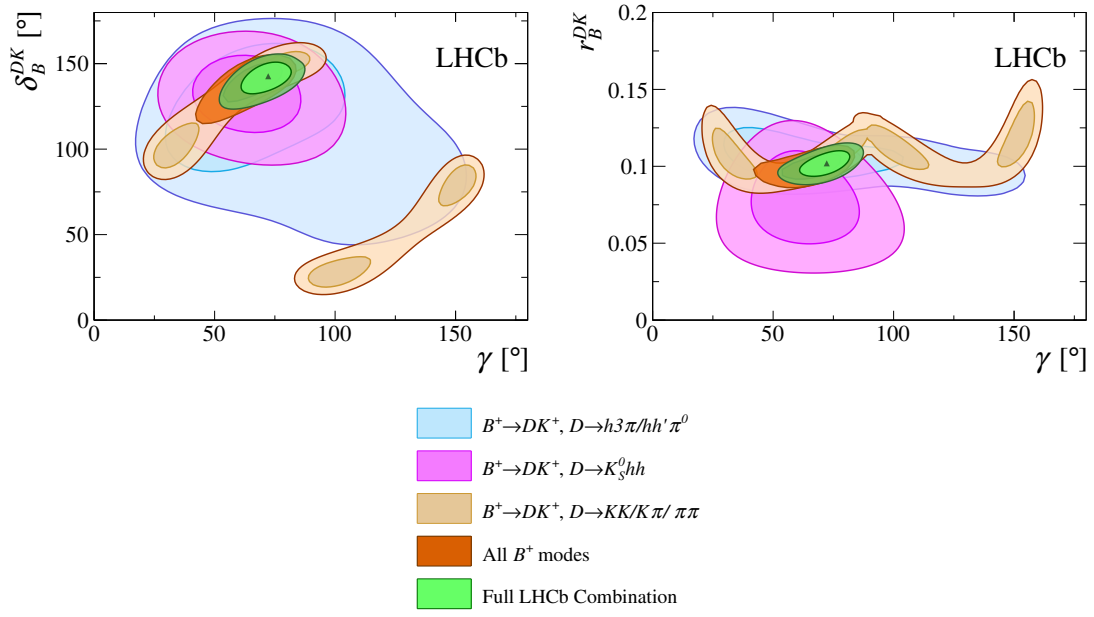 δ_B^{DK} [°]
LHCb
150
100
50
0
0 50 100 150
γ [°]
r_B^{DK}
LHCb
0.2
0.15
0.1
0.05
0
0 50 100 150
γ [°]
B⁺→DK⁺, D→h3π/hh'π⁰
B⁺→DK⁺, D→K_S⁰hh
B⁺→DK⁺, D→KK/Kπ/ππ
All B⁺ modes
Full LHCb Combination